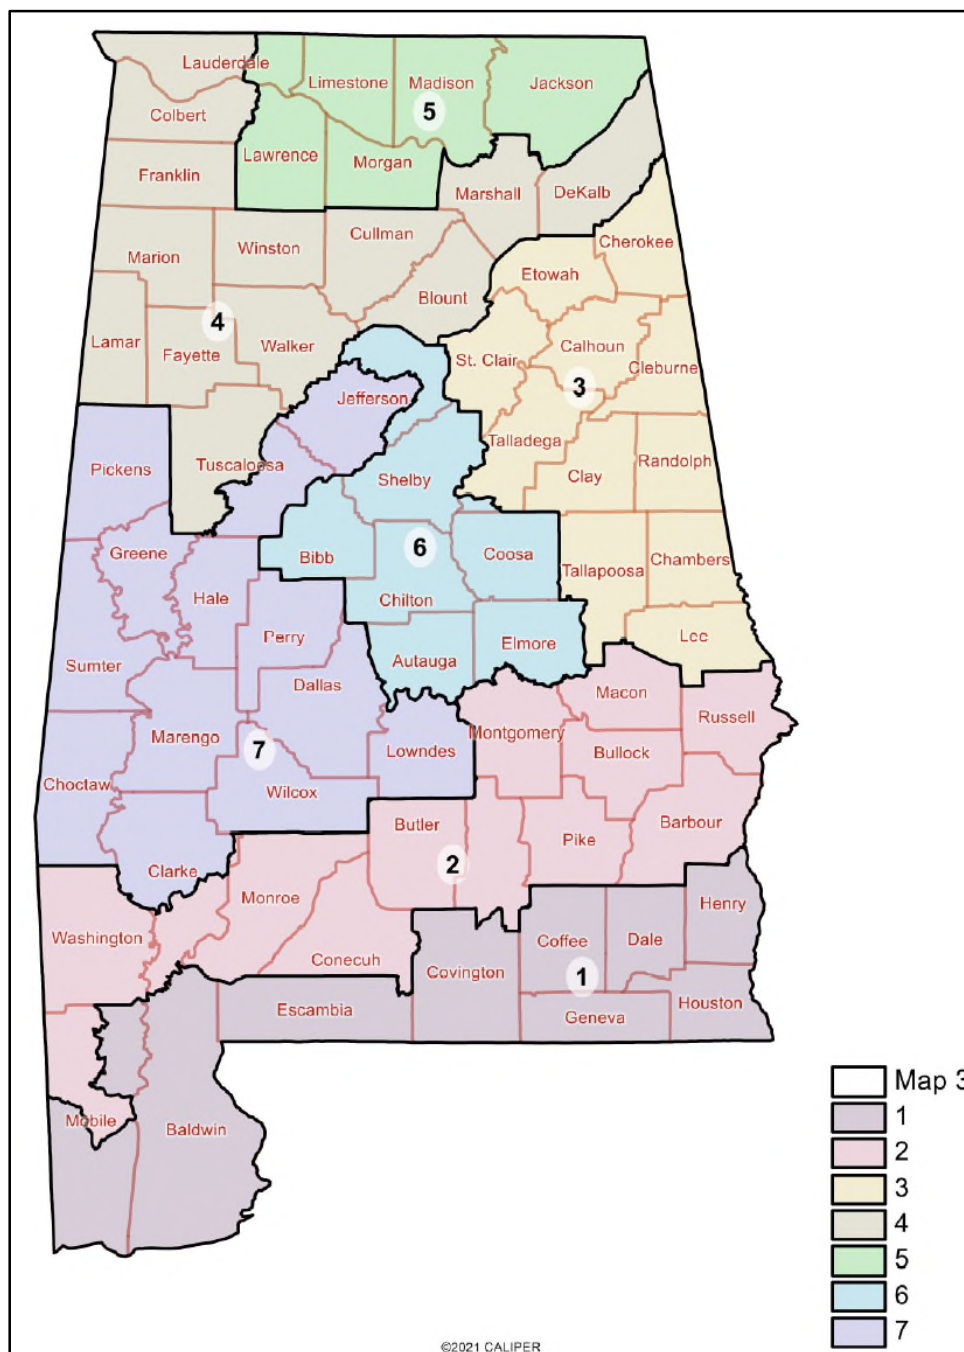 Lauderdale
Limestone
Madison
Jackson
5
Colbert
Lawrence
Morgan
Franklin
Marshall
DeKalb
Cullman
Winston
Marion
Cherokee
Etowah
Blount
4
Lamar
Fayette
Walker
St. Clair
Calhoun
Cleburne
3
Jefferson
Talladega
Pickens
Tuscaloosa
Shelby
Clay
Randolph
Greene
Bibb
6
Coosa
Tallapoosa
Chambers
Hale
Chilton
Perry
Lcc
Elmore
Autauga
Sumter
Dallas
Macon
Russell
Marengo
7
Lowndes
Montgomery
Bullock
Choctaw
Wilcox
Butler
Pike
Barbour
2
Clarke
Monroe
Henry
Washington
Coffee
Dale
Conecuh
Covington
1
Escambia
Geneva
Houston
Mobile
Baldwin
Map 3
1
2
3
4
5
6
7
©2021 CALIPER